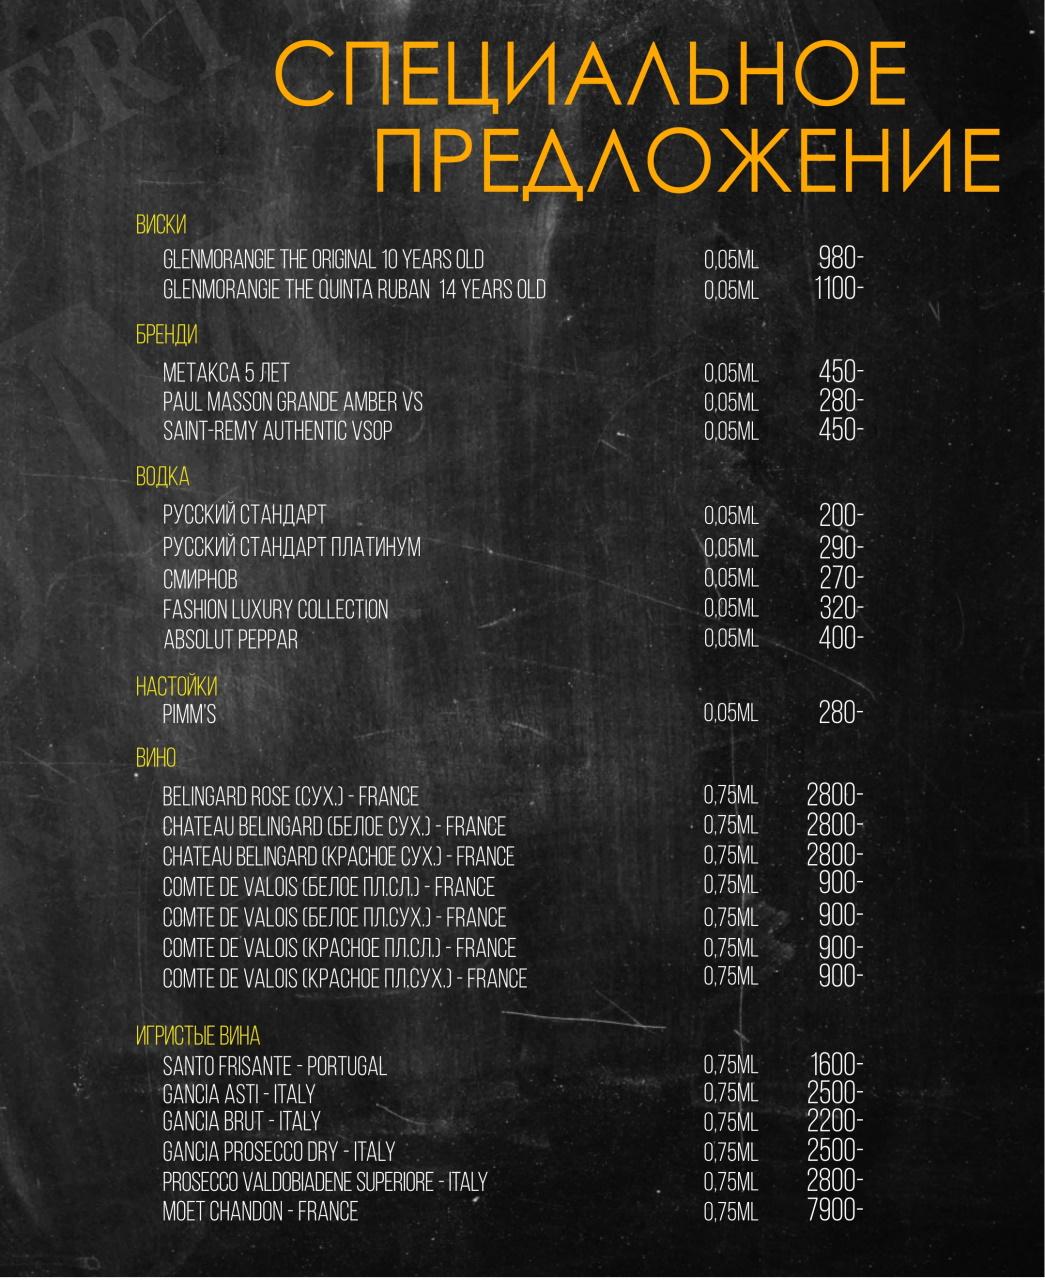 СПЕЦИАЛЬНОЕ
ПРЕДЛОЖЕНИЕ
ВИСКИ
GLENMORANGIE THE ORIGINAL 10 YEARS OLD 0,05ML 980-
GLENMORANGIE THE QUINTA RUBAN 14 YEARS OLD 0,05ML 1100-
БРЕНДИ
МЕТАКСА 5 ЛЕТ 0,05ML 450-
PAUL MASSON GRANDE AMBER VS 0,05ML 280-
SAINT-REMY AUTHENTIC VSOP 0,05ML 450-
ВОДКА
РУССКИЙ СТАНДАРТ 0,05ML 200-
РУССКИЙ СТАНДАРТ ПЛАТИНУМ 0,05ML 290-
СМИРНОВ 0,05ML 270-
FASHION LUXURY COLLECTION 0,05ML 320-
ABSOLUT PEPPAR 0,05ML 400-
НАСТОЙКИ
PIMM'S 0,05ML 280-
ВИНО
BELINGARD ROSE (СУХ.) - FRANCE 0,75ML 2800-
CHATEAU BELINGARD (БЕЛОЕ СУХ.) - FRANCE 0,75ML 2800-
CHATEAU BELINGARD (КРАСНОЕ СУХ.) - FRANCE 0,75ML 2800-
COMTE DE VALOIS (БЕЛОЕ ПЛ.СЛ.) - FRANCE 0,75ML 900-
COMTE DE VALOIS (БЕЛОЕ ПЛ.СУХ.) - FRANCE 0,75ML 900-
COMTE DE VALOIS (КРАСНОЕ ПЛ.СЛ.) - FRANCE 0,75ML 900-
COMTE DE VALOIS (КРАСНОЕ ПЛ.СУХ.) - FRANCE 0,75ML 900-
ИГРИСТЫЕ ВИНА
SANTO FRISANTE - PORTUGAL 0,75ML 1600-
GANCIA ASTI - ITALY 0,75ML 2500-
GANCIA BRUT - ITALY 0,75ML 2200-
GANCIA PROSECCO DRY - ITALY 0,75ML 2500-
PROSECCO VALDOBIADENE SUPERIORE - ITALY 0,75ML 2800-
MOET CHANDON - FRANCE 0,75ML 7900-